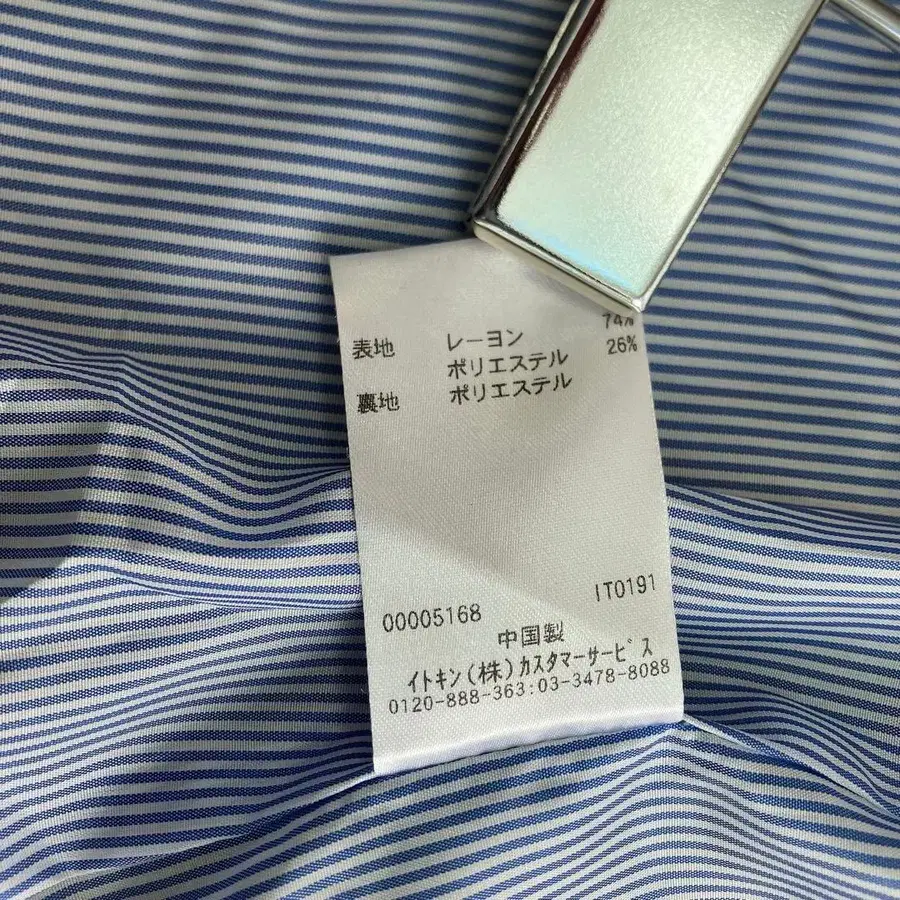 表地 レーヨン 74%
ポリエステル 26%
裏地 ポリエステル
00005168 IT0191
中国製
イトキン(株)カスタマーサービス
0120-888-363:03-3478-8088